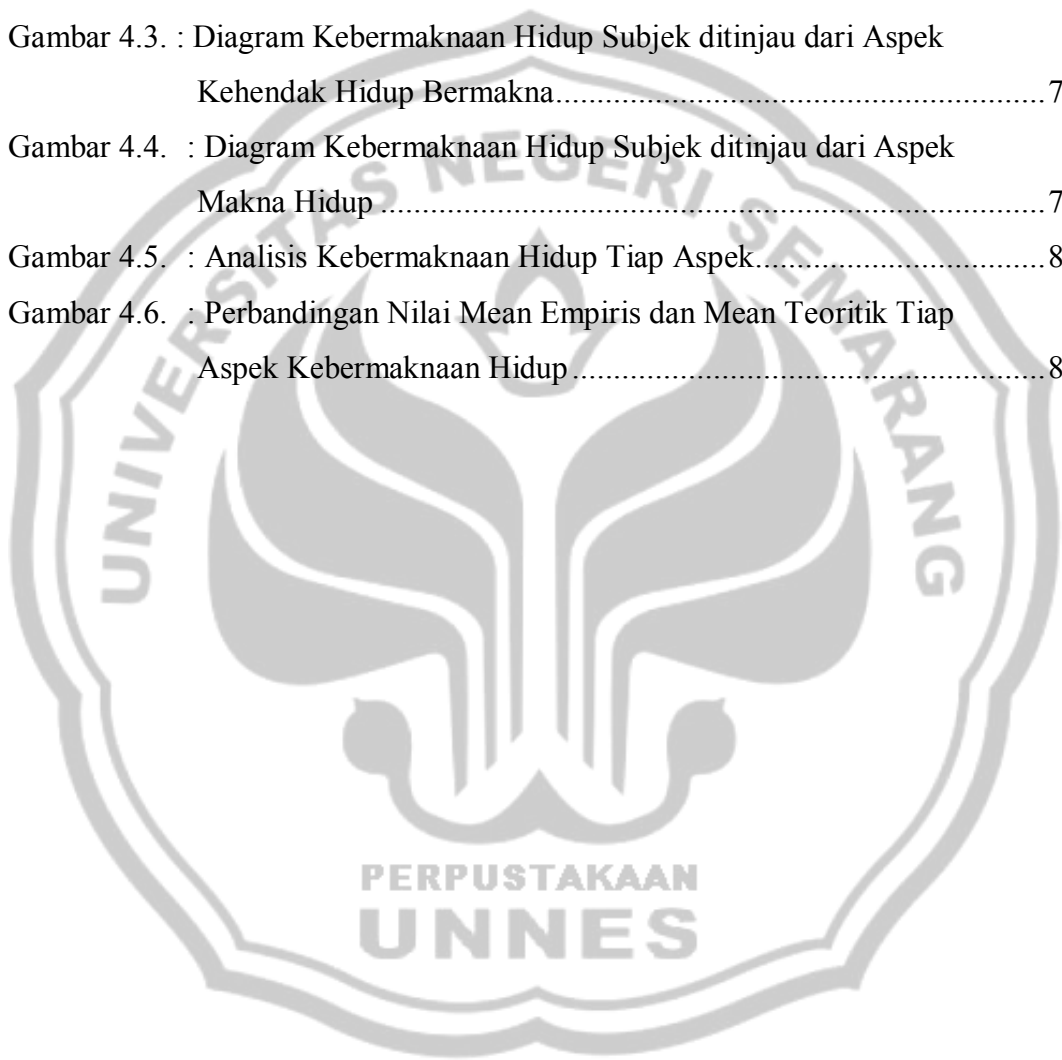 Gambar 4.3. : Diagram Kebermaknaan Hidup Subjek ditinjau dari Aspek
Kehendak Hidup Bermakna......................................................7
Gambar 4.4. : Diagram Kebermaknaan Hidup Subjek ditinjau dari Aspek
Makna Hidup ..........................................................................7
Gambar 4.5. : Analisis Kebermaknaan Hidup Tiap Aspek................................8
Gambar 4.6. : Perbandingan Nilai Mean Empiris dan Mean Teoritik Tiap
Aspek Kebermaknaan Hidup ....................................................8
UNIVERSITAS NEGERI SEMARANG
PERPUSTAKAAN
UNNES